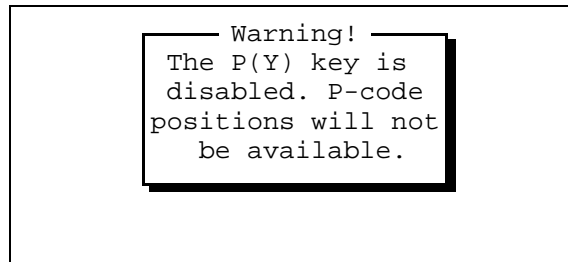 Warning!
The P(Y) key is
disabled. P-code
positions will not
be available.